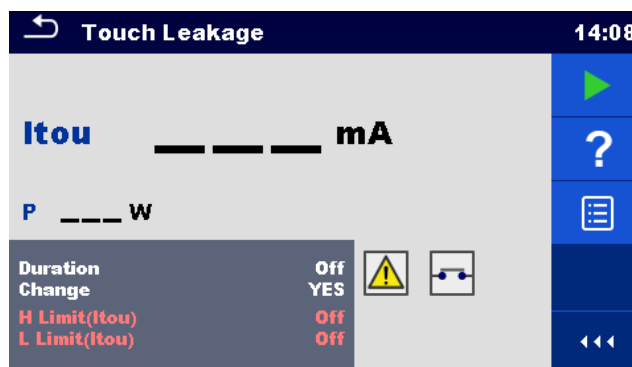 Touch Leakage 14:08
Itou ___ mA
?
P ___ W
Duration Off
Change YES
H Limit(Itou) Off
L Limit(Itou) Off